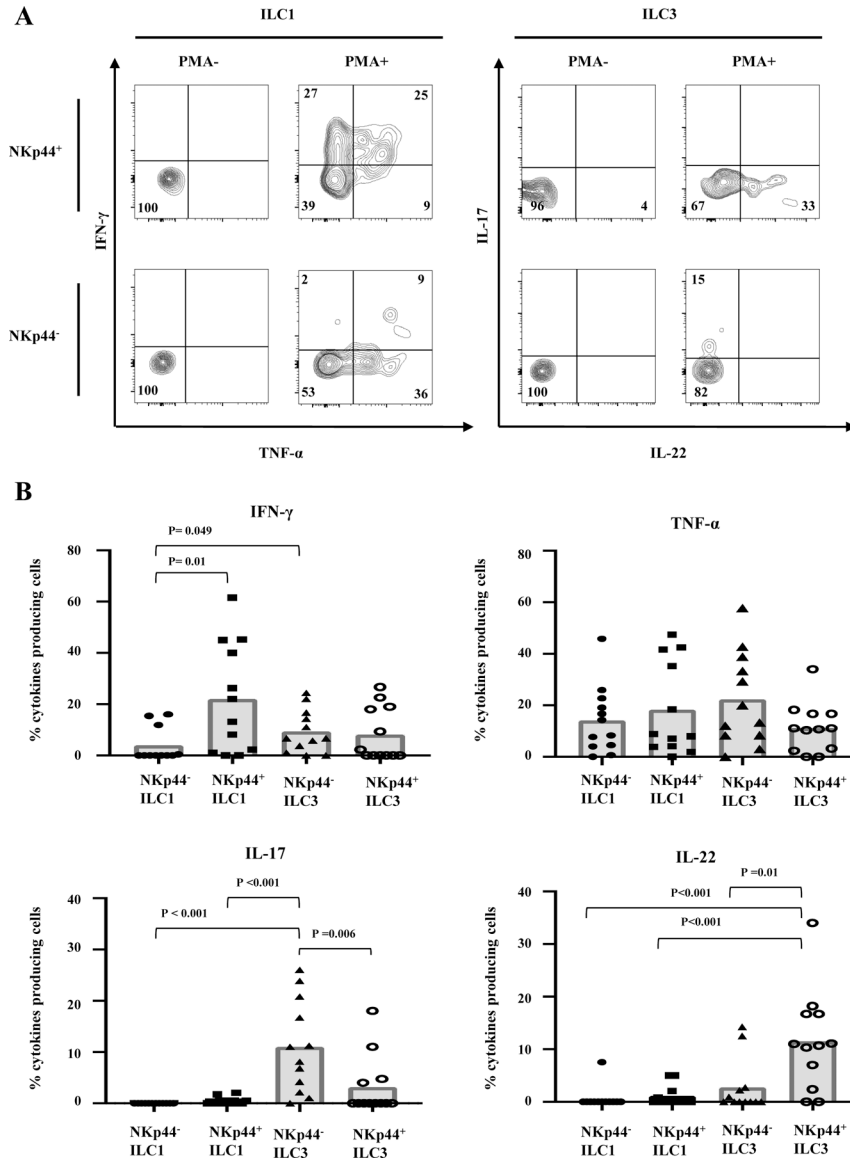 A
ILC1 ILC3
PMA- PMA+ PMA- PMA+
NKp44+
27 25
39 9
100
96 4
67 33
IFN-γ
IL-17
NKp44-
2 9
53 36
100
100
15
82
TNF-α IL-22
B
IFN-γ
P= 0.049
P= 0.01
% cytokines producing cells
80
60
40
20
0
NKp44- NKp44+ NKp44- NKp44+
ILC1 ILC1 ILC3 ILC3
TNF-α
% cytokines producing cells
80
60
40
20
0
NKp44- NKp44+ NKp44- NKp44+
ILC1 ILC1 ILC3 ILC3
IL-17
P <0.001
P < 0.001
P =0.006
% cytokines producing cells
40
30
20
10
0
NKp44- NKp44+ NKp44- NKp44+
ILC1 ILC1 ILC3 ILC3
IL-22
P =0.01
P<0.001
P<0.001
% cytokines producing cells
40
30
20
10
0
NKp44- NKp44+ NKp44- NKp44+
ILC1 ILC1 ILC3 ILC3